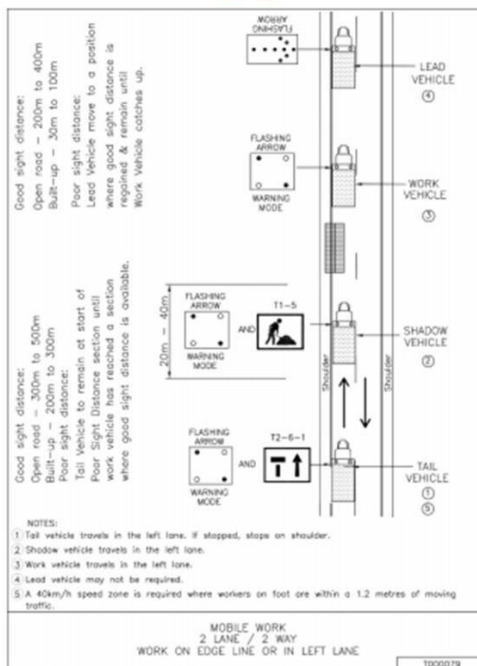 FLASHING
ARROW
LEAD
VEHICLE
④
Good sight distance:
Open road – 200m to 400m
Built-up – 30m to 100m
Poor sight distance:
Lead Vehicle move to a position
where good sight distance is
regained & remain until
Work Vehicle catches up.
FLASHING
ARROW
WARNING
MODE
WORK
VEHICLE
③
20m – 40m
FLASHING
ARROW
WARNING
MODE
AND
T1-5
SHADOW
VEHICLE
②
Good sight distance:
Open road – 300m to 500m
Built-up – 200m to 300m
Poor sight distance:
Tail Vehicle to remain at start of
Poor Sight Distance section until
work vehicle has reached a section
where good sight distance is available.
Shoulder
Shoulder
FLASHING
ARROW
WARNING
MODE
AND
T2-6-1
TAIL
VEHICLE
①
⑤
NOTES:
① Tail vehicle travels in the left lane. If stopped, stops on shoulder.
② Shadow vehicle travels in the left lane.
③ Work vehicle travels in the left lane.
④ Lead vehicle may not be required.
⑤ A 40km/h speed zone is required where workers on foot are within a 1.2 metres of moving
traffic.
MOBILE WORK
2 LANE / 2 WAY
WORK ON EDGE LINE OR IN LEFT LANE
T000079